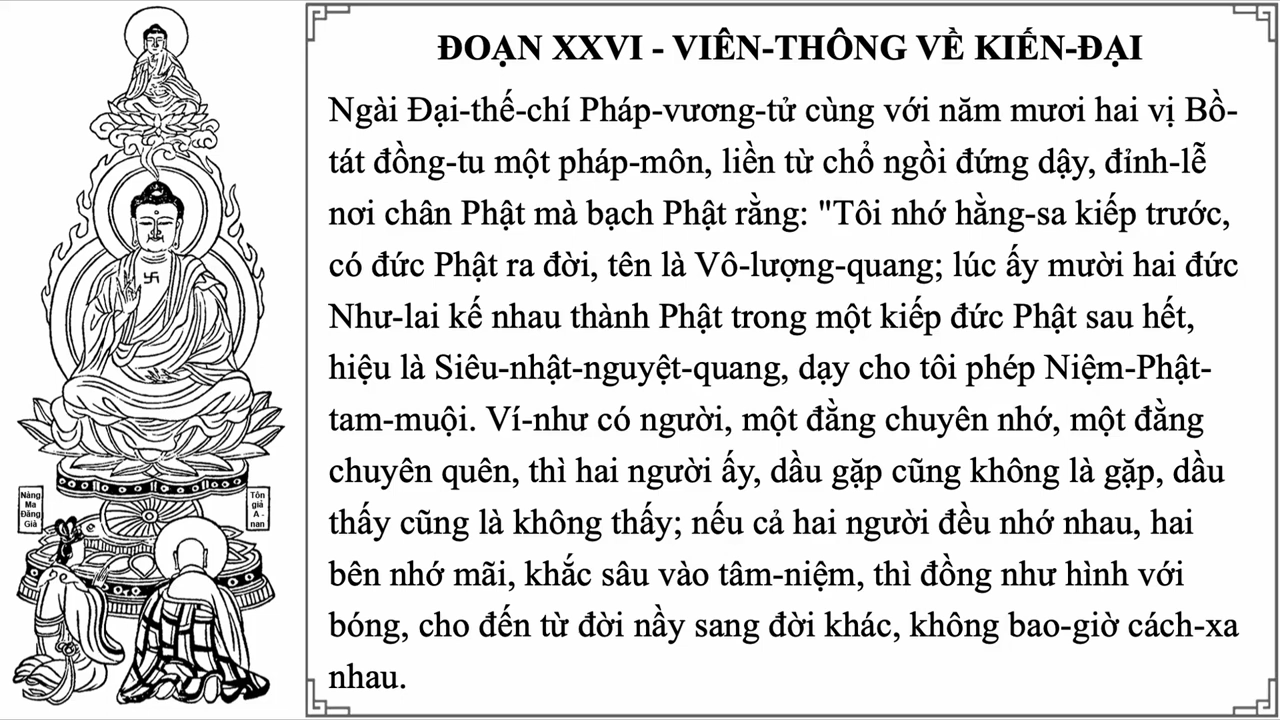 ĐOẠN XXVI - VIÊN-THÔNG VỀ KIẾN-ĐẠI
Ngài Đại-thế-chí Pháp-vương-tử cùng với năm mươi hai vị Bồ-
tát đồng-tu một pháp-môn, liền từ chổ ngồi đứng dậy, đỉnh-lễ
nơi chân Phật mà bạch Phật rằng: "Tôi nhớ hằng-sa kiếp trước,
có đức Phật ra đời, tên là Vô-lượng-quang; lúc ấy mười hai đức
Như-lai kế nhau thành Phật trong một kiếp đức Phật sau hết,
hiệu là Siêu-nhật-nguyệt-quang, dạy cho tôi phép Niệm-Phật-
tam-muội. Ví-như có người, một đằng chuyên nhớ, một đằng
chuyên quên, thì hai người ấy, dầu gặp cũng không là gặp, dầu
thấy cũng là không thấy; nếu cả hai người đều nhớ nhau, hai
bên nhớ mãi, khắc sâu vào tâm-niệm, thì đồng như hình với
bóng, cho đến từ đời nầy sang đời khác, không bao-giờ cách-xa
nhau.
Nàng
Ma
Đăng
Già
Tôn
giả
A -
nan